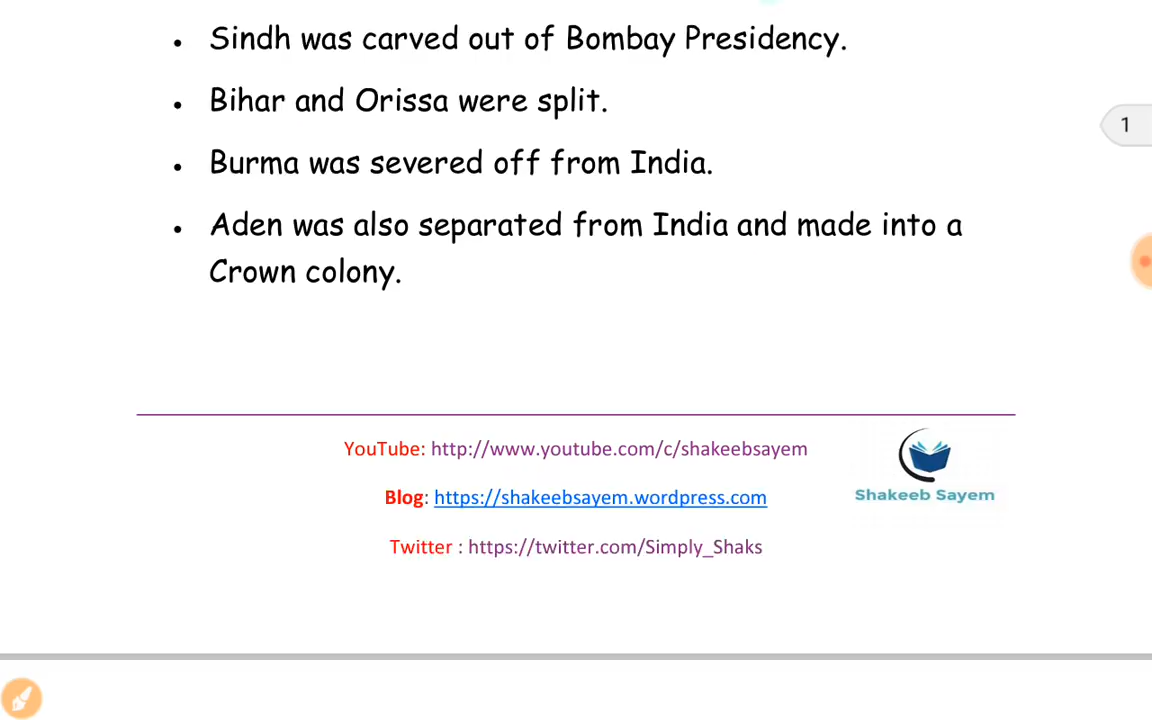 • Sindh was carved out of Bombay Presidency.
• Bihar and Orissa were split.
• Burma was severed off from India.
• Aden was also separated from India and made into a
Crown colony.
1
YouTube: http://www.youtube.com/c/shakeebsayem
Blog: https://shakeebsayem.wordpress.com
Shakeeb Sayem
Twitter : https://twitter.com/Simply_Shaks